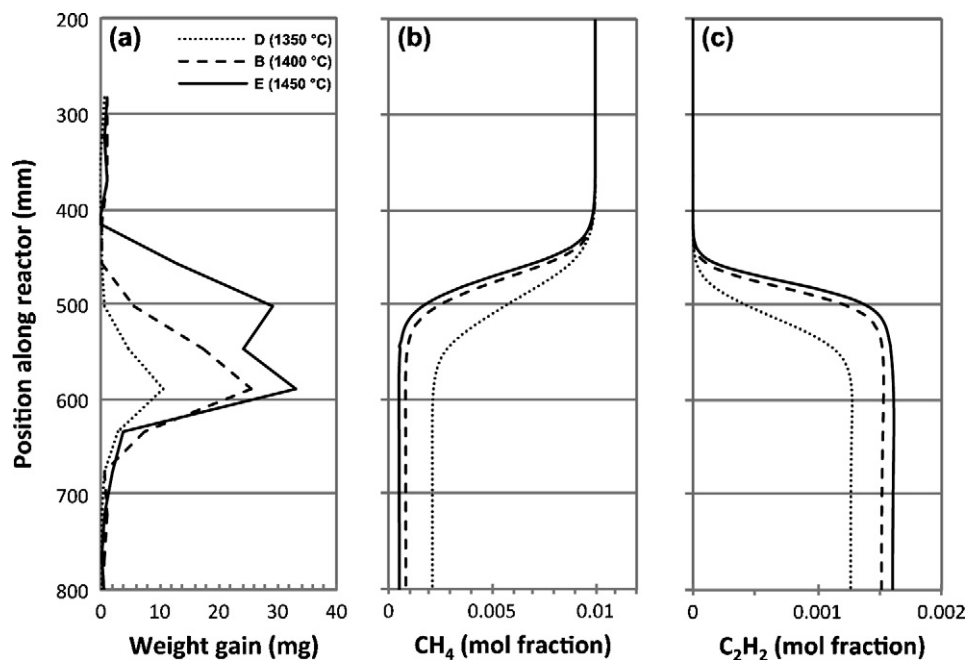 (a)
D (1350 °C)
B (1400 °C)
E (1450 °C)
(b)
(c)
Position along reactor (mm)
200
300
400
500
600
700
800
0 10 20 30 40
Weight gain (mg)
0 0.005 0.01
CH4 (mol fraction)
0 0.001 0.002
C2H2 (mol fraction)